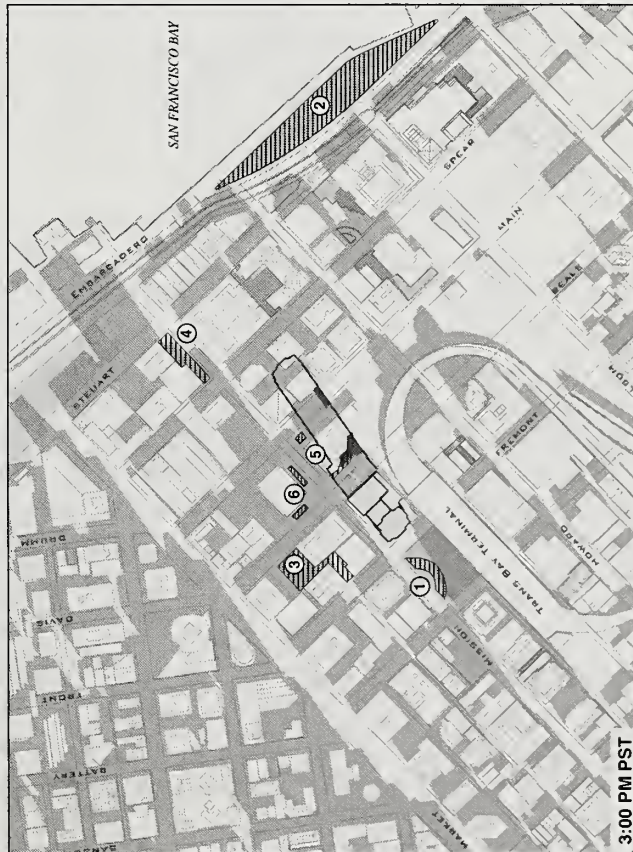 SAN FRANCISCO BAY
EMBARCADERO
STEUART
SPEAR
MAIN
BEALE
FREMONT
HOWARD
TRANS BAY TERMINAL
MISSION
MARKET
DRUMM
DAVIS
FRONT
BATTERY
1
2
3
4
5
6
3:00 PM PST